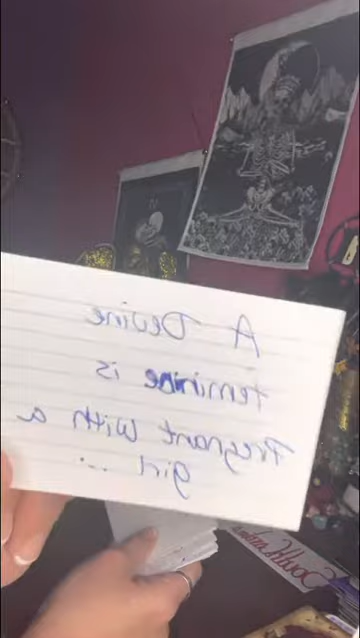 A Devine
feminine is
Pregnant with a
girl...